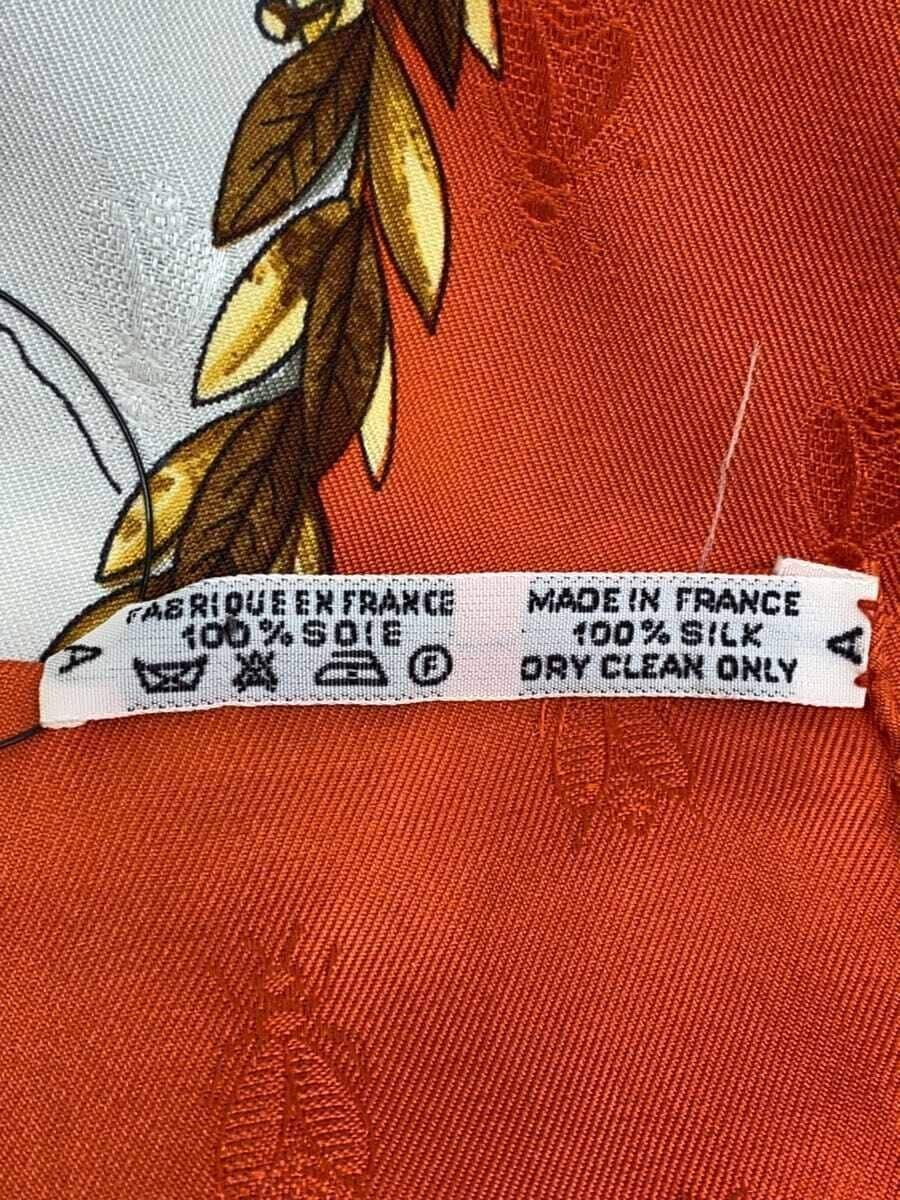 FABRIQUE EN FRANCE
100% SOIE
F
MADE IN FRANCE
100% SILK
DRY CLEAN ONLY
A
A